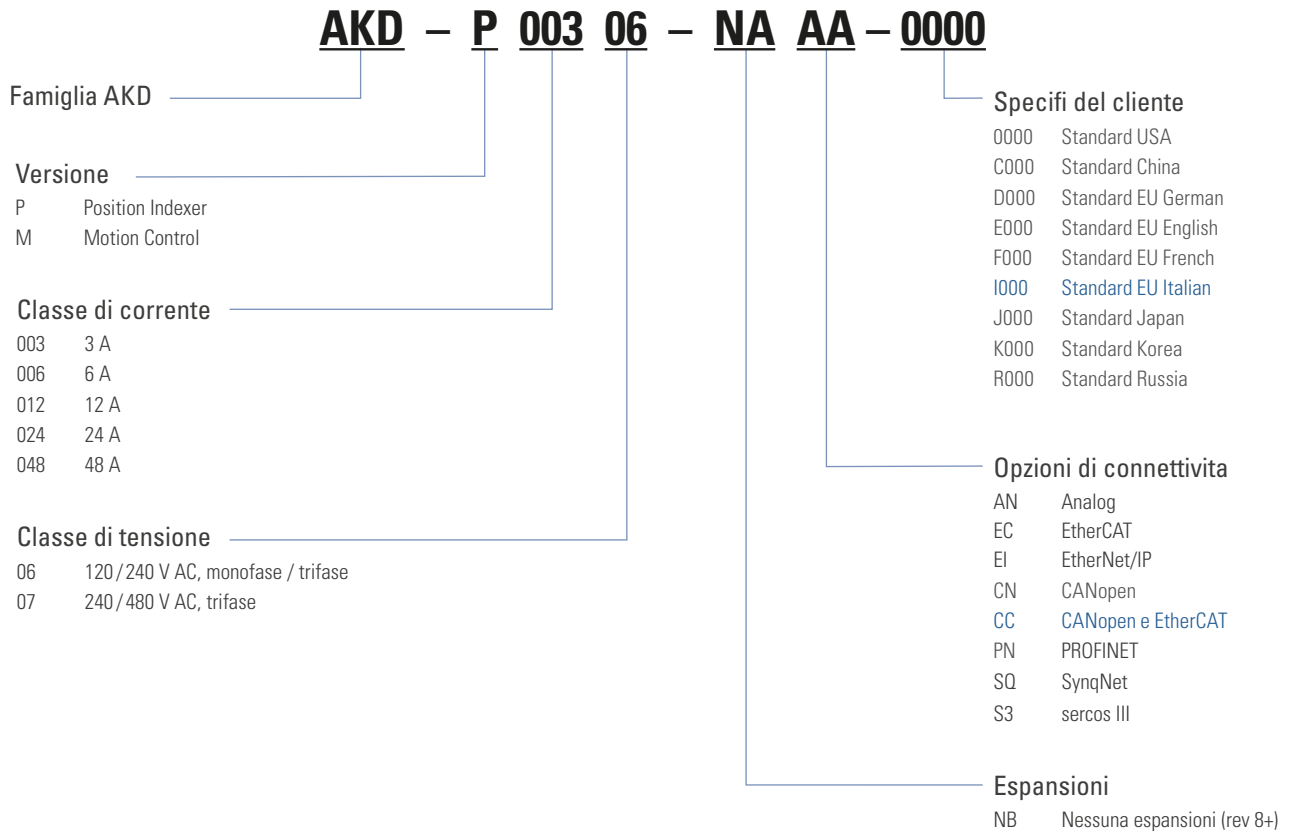 AKD – P 003 06 – NA AA – 0000
Famiglia AKD
Versione
P Position Indexer
M Motion Control
Classe di corrente
003 3 A
006 6 A
012 12 A
024 24 A
048 48 A
Classe di tensione
06 120/240 V AC, monofase / trifase
07 240/480 V AC, trifase
Specifi del cliente
0000 Standard USA
C000 Standard China
D000 Standard EU German
E000 Standard EU English
F000 Standard EU French
I000 Standard EU Italian
J000 Standard Japan
K000 Standard Korea
R000 Standard Russia
Opzioni di connettivita
AN Analog
EC EtherCAT
EI EtherNet/IP
CN CANopen
CC CANopen e EtherCAT
PN PROFINET
SQ SynqNet
S3 sercos III
Espansioni
NB Nessuna espansioni (rev 8+)